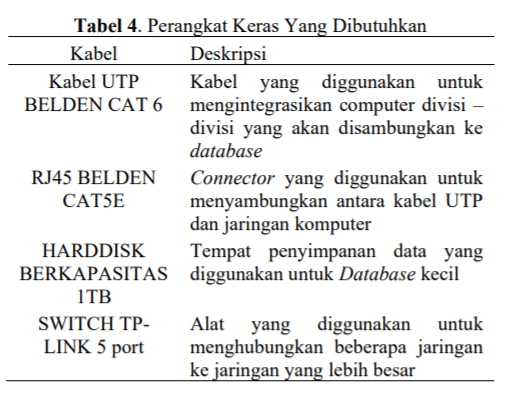 Tabel 4. Perangkat Keras Yang Dibutuhkan
Kabel Deskripsi
Kabel UTP Kabel yang diggunakan untuk
BELDEN CAT 6 mengintegrasikan computer divisi –
divisi yang akan disambungkan ke
database
RJ45 BELDEN Connector yang diggunakan untuk
CAT5E menyambungkan antara kabel UTP
dan jaringan komputer
HARDDISK Tempat penyimpanan data yang
BERKAPASITAS diggunakan untuk Database kecil
1TB
SWITCH TP- Alat yang diggunakan untuk
LINK 5 port menghubungkan beberapa jaringan
ke jaringan yang lebih besar